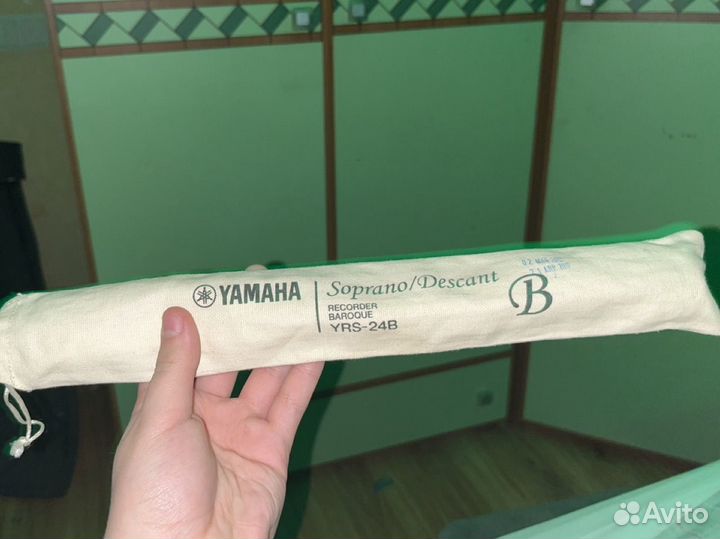 YAMAHA
Soprano/Descant
RECORDER
BAROQUE
YRS-24B
B
Avito